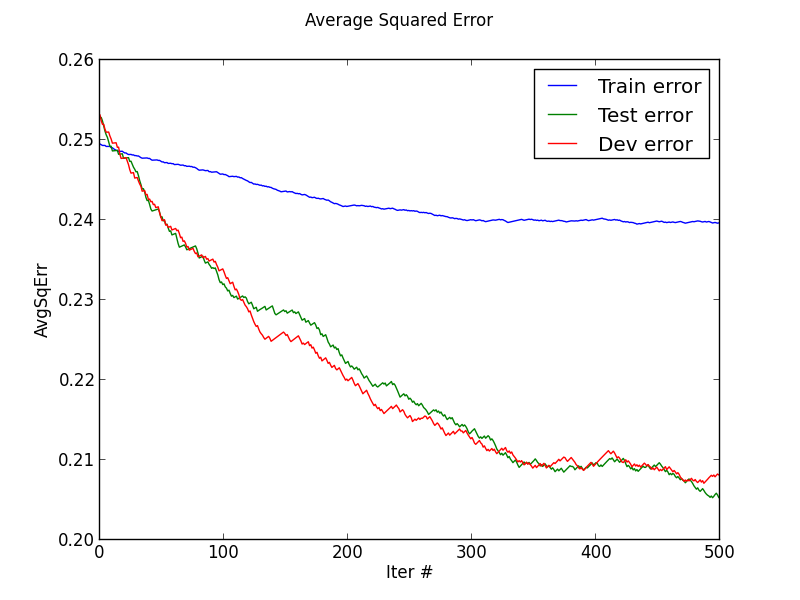 Average Squared Error
0.26
0.25
0.24
0.23
0.22
0.21
0.20
AvgSqErr
Train error
Test error
Dev error
0
100
200
300
400
500
Iter #